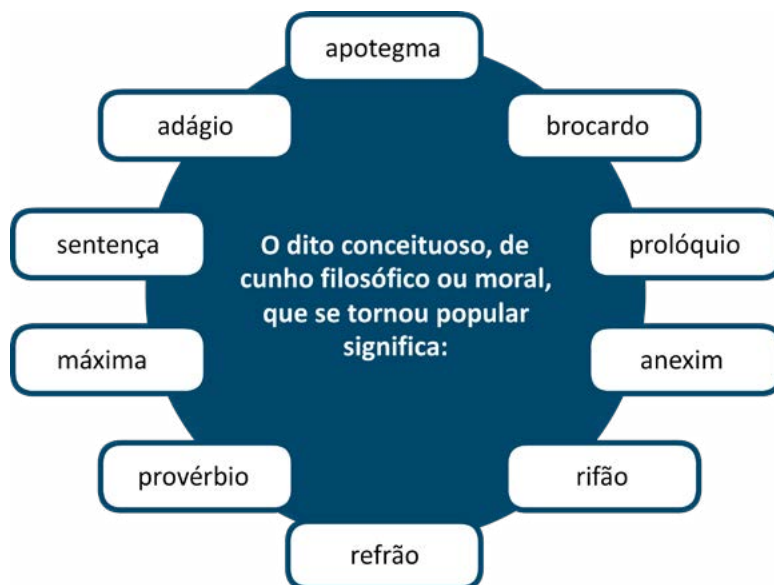 apotegma
adágio
brocardo
sentença
prolóquio
O dito conceituoso, de
cunho filosófico ou moral,
que se tornou popular
significa:
máxima
anexim
provérbio
rifão
refrão